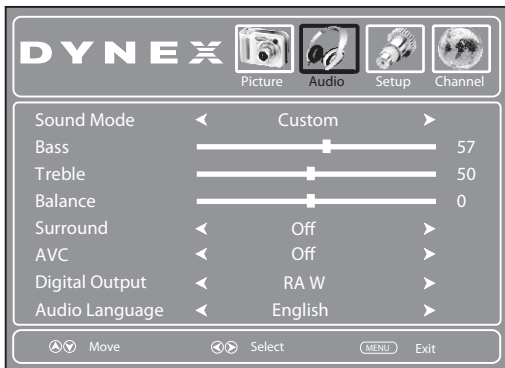 DYNEX
Picture Audio Setup Channel
Sound Mode Custom
Bass 57
Treble 50
Balance 0
Surround Off
AVC Off
Digital Output RA W
Audio Language English
Move Select MENU Exit